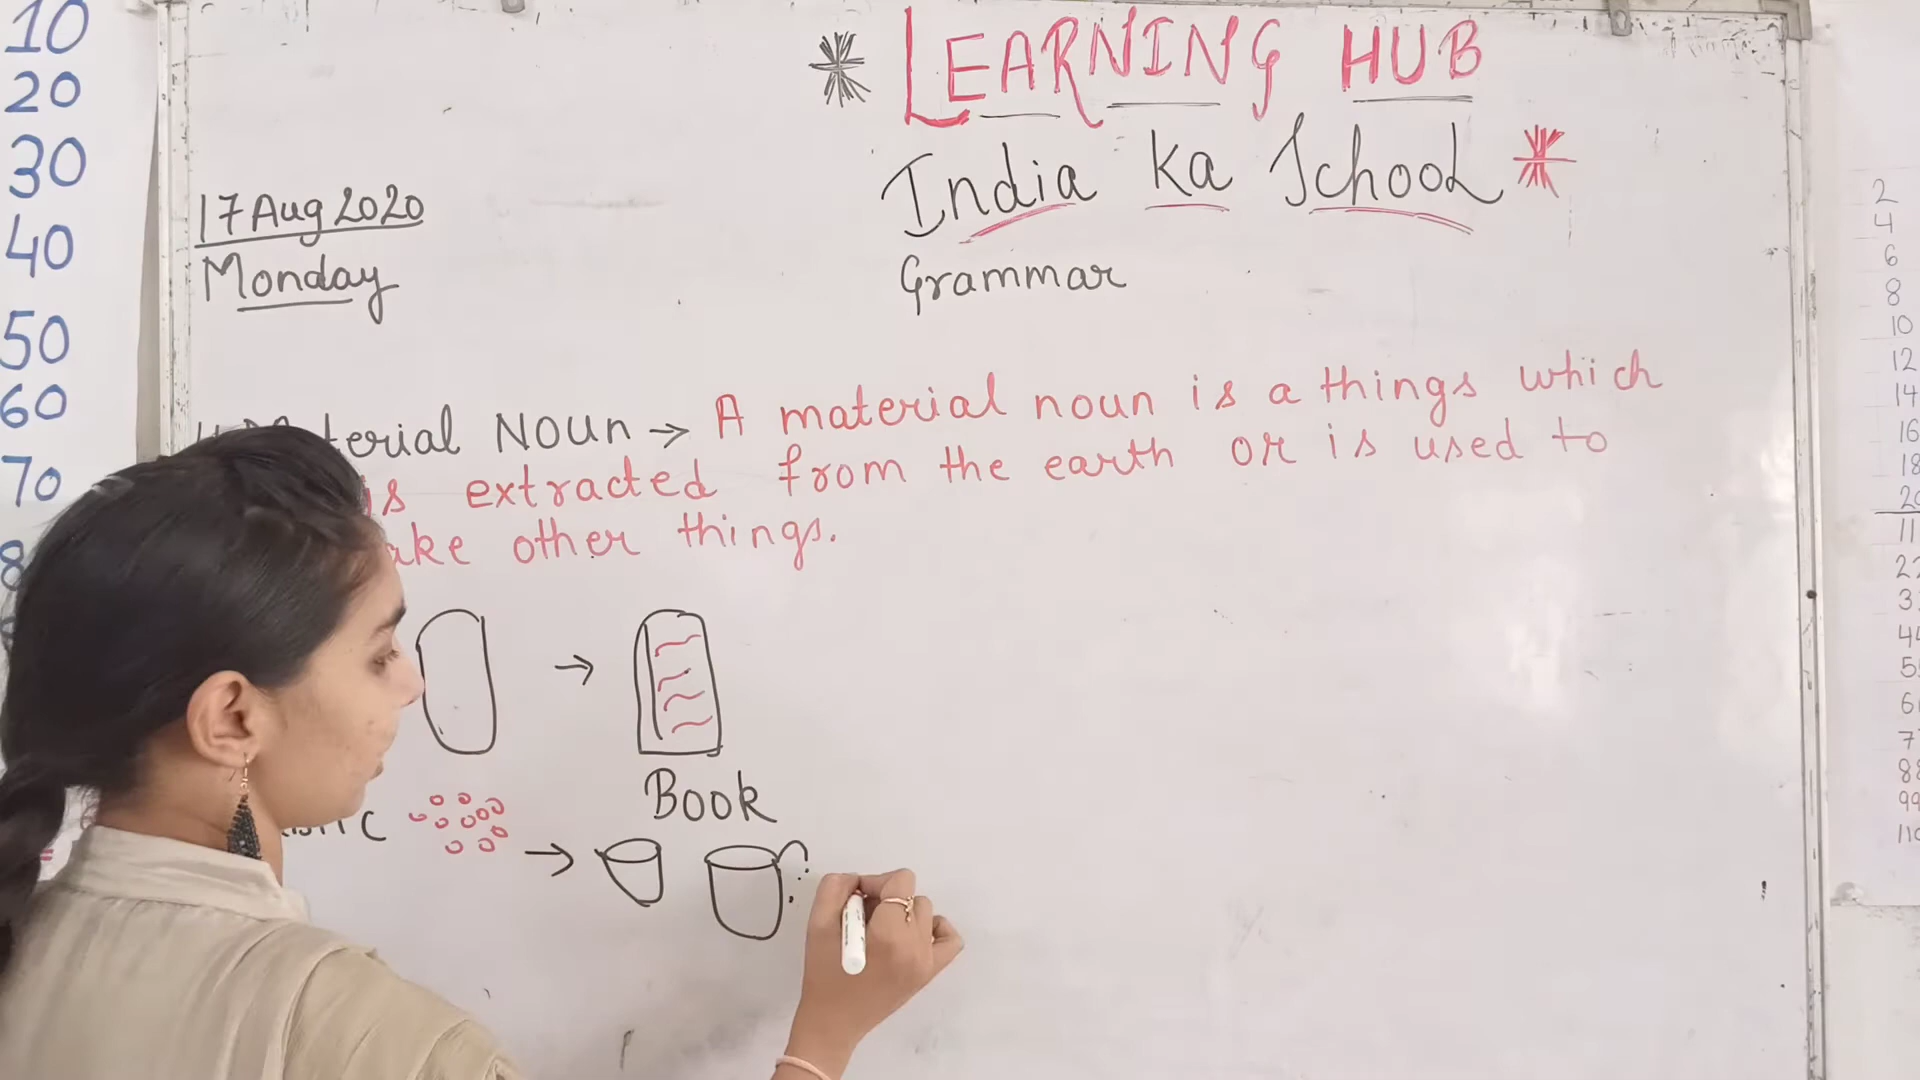 * LEARNING HUB
India ka School *
17 Aug 2020
Monday
Grammar
Noun → A material noun is a things which
is extracted from the earth or is used to
other things.
→
Book
→
10
20
30
40
50
60
70
2
4
6
8
10
12
14
16
18